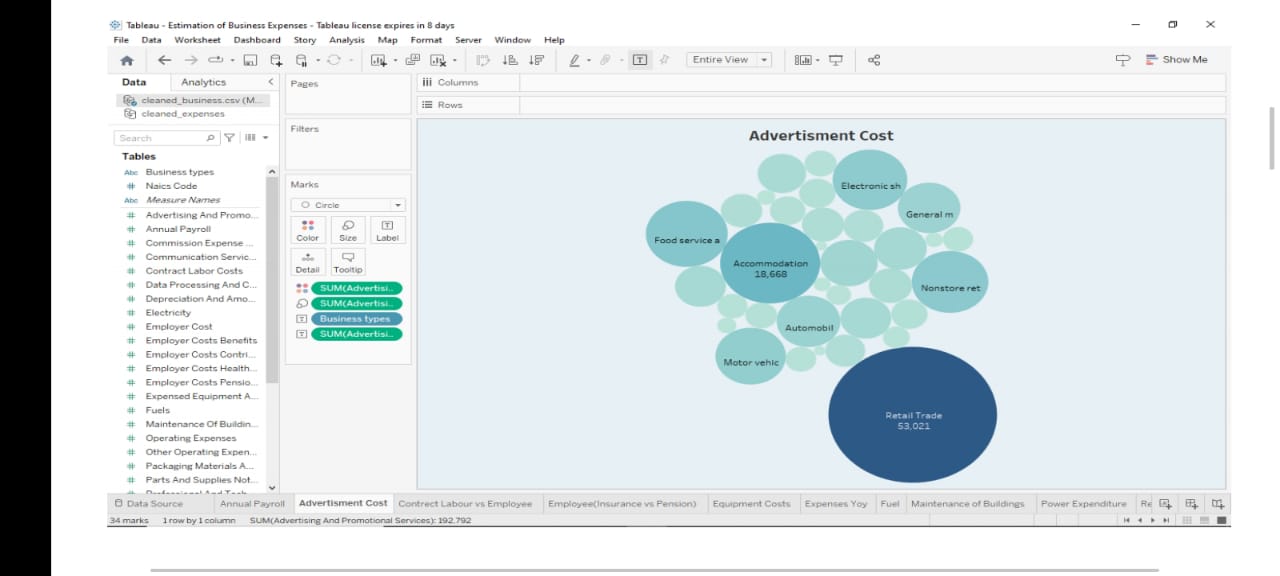 Tableau - Estimation of Business Expenses - Tableau license expires in 8 days
File Data Worksheet Dashboard Story Analysis Map Format Server Window Help
Entire View
Show Me
Data Analytics
cleaned_business.csv (M...
cleaned_expenses
Search
Tables
Abc Business types
# Naics Code
Abc Measure Names
# Advertising And Promo...
# Annual Payroll
# Commission Expense ...
# Communication Servic...
# Contract Labor Costs
# Data Processing And C...
# Depreciation And Amo...
# Electricity
# Employer Cost
# Employer Costs Benefits
# Employer Costs Contri...
# Employer Costs Health...
# Employer Costs Pensio...
# Expensed Equipment A...
# Fuels
# Maintenance Of Buildin...
# Operating Expenses
# Other Operating Expen...
# Packaging Materials A...
# Parts And Supplies Not...
Pages
Filters
Marks
Circle
Color Size Label
Detail Tooltip
SUM(Advertisi..
SUM(Advertisi..
Business types
SUM(Advertisi..
Columns
Rows
Advertisment Cost
Electronic sh
General m
Food service a
Accommodation
18,668
Nonstore ret
Automobil
Motor vehic
Retail Trade
53,021
Data Source Annual Payroll Advertisment Cost Contrect Labour vs Employee Employee(Insurance vs Pension) Equipment Costs Expenses Yoy Fuel Maintenance of Buildings Power Expenditure Re
34 marks 1 row by 1 column SUM(Advertising And Promotional Services): 192,792